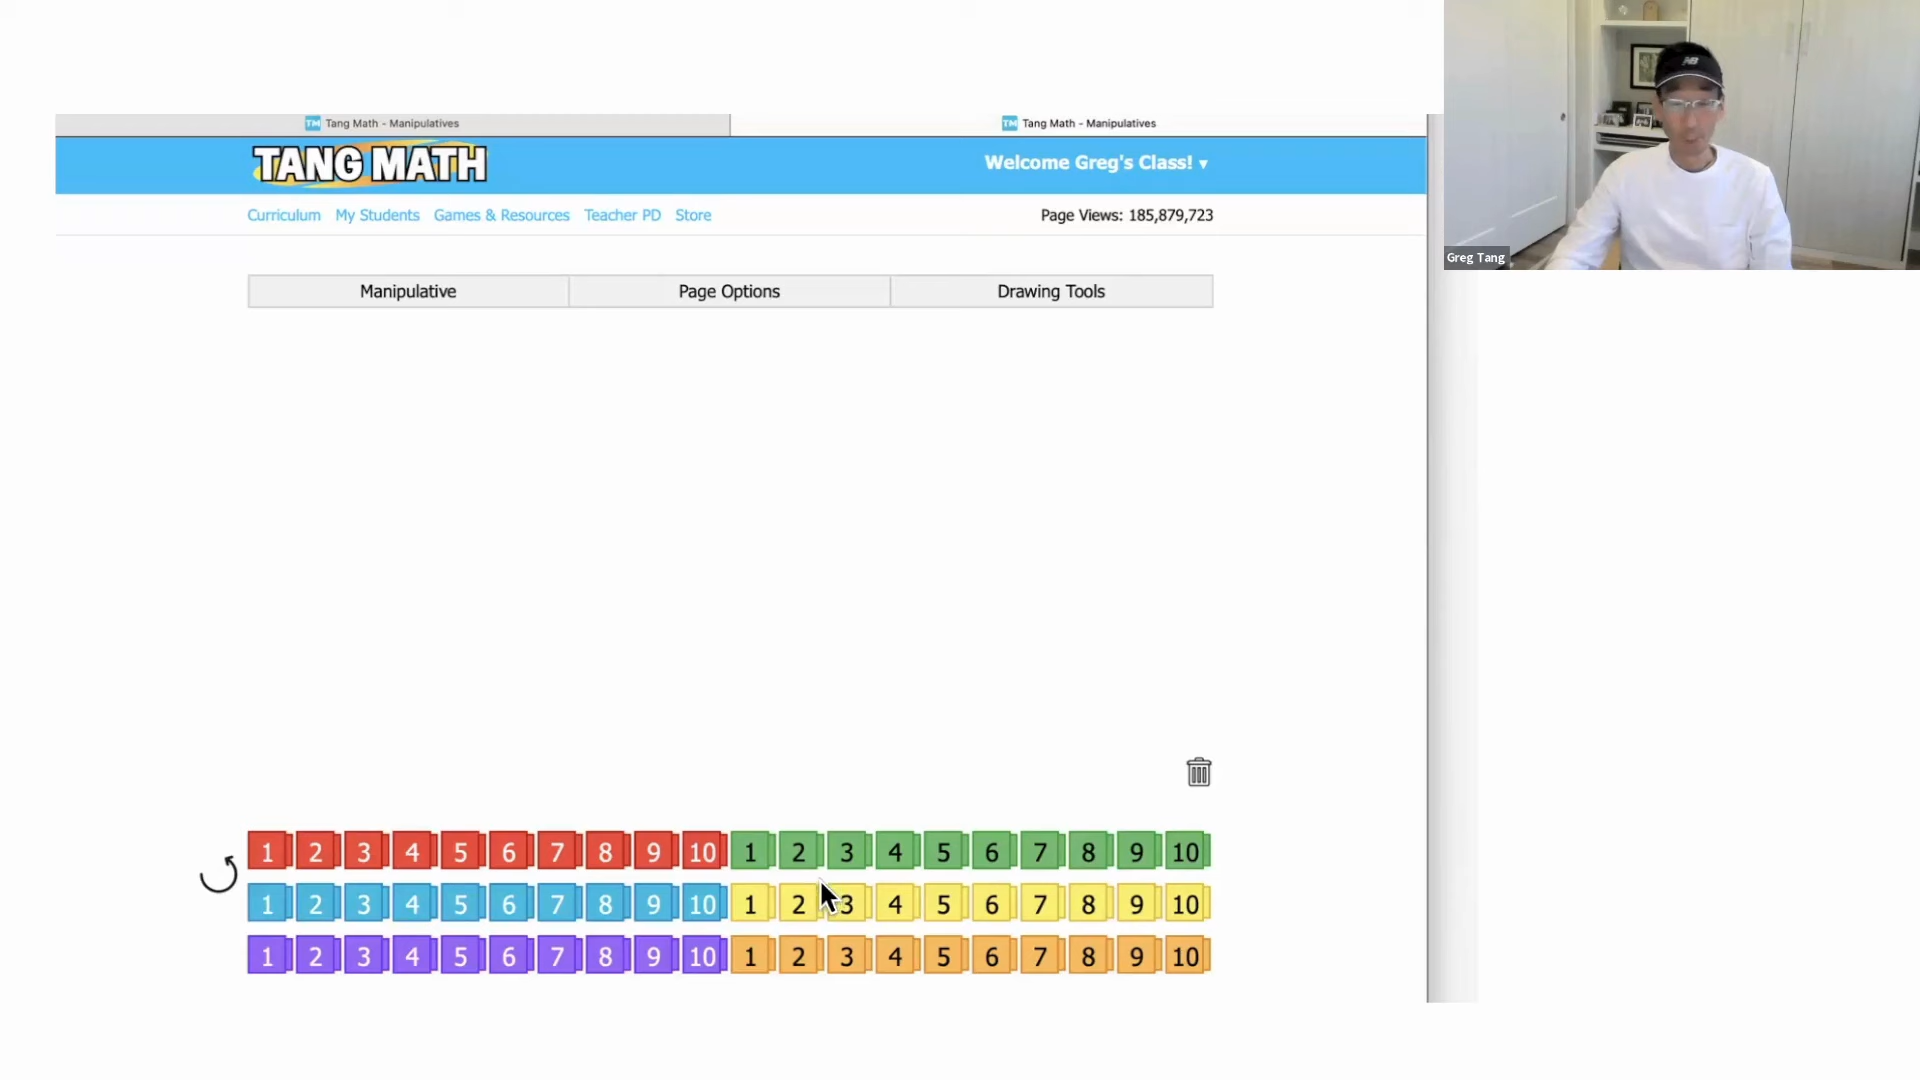 TM Tang Math - Manipulatives
TM Tang Math - Manipulatives
TANG MATH
Welcome Greg's Class! ▾
Curriculum My Students Games & Resources Teacher PD Store
Page Views: 185,879,723
Manipulative Page Options Drawing Tools
NB
Greg Tang
1 2 3 4 5 6 7 8 9 10 1 2 3 4 5 6 7 8 9 10
1 2 3 4 5 6 7 8 9 10 1 2 3 4 5 6 7 8 9 10
1 2 3 4 5 6 7 8 9 10 1 2 3 4 5 6 7 8 9 10